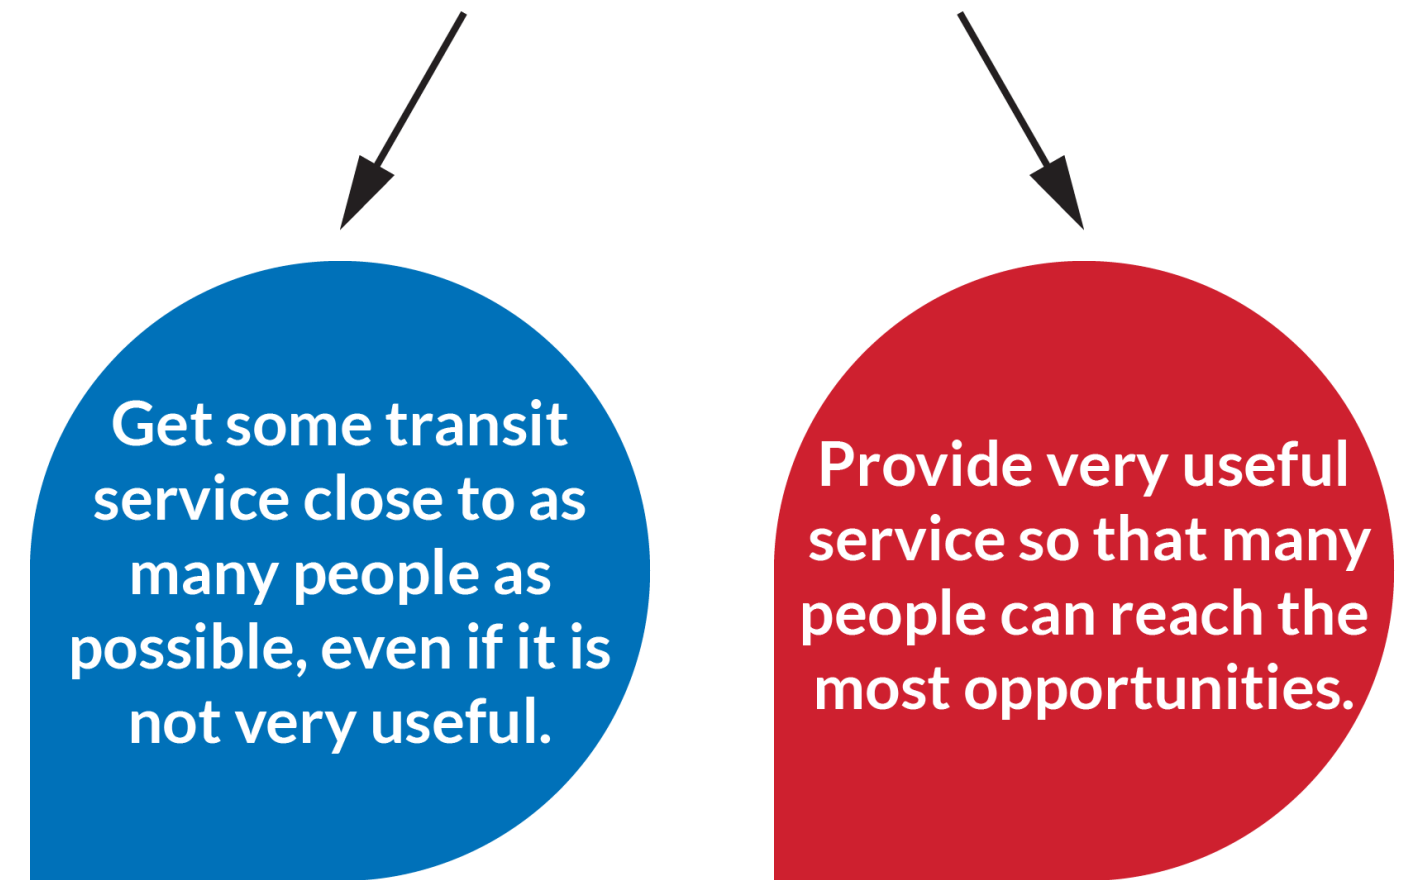 Get some transit
service close to as
many people as
possible, even if it is
not very useful.
Provide very useful
service so that many
people can reach the
most opportunities.